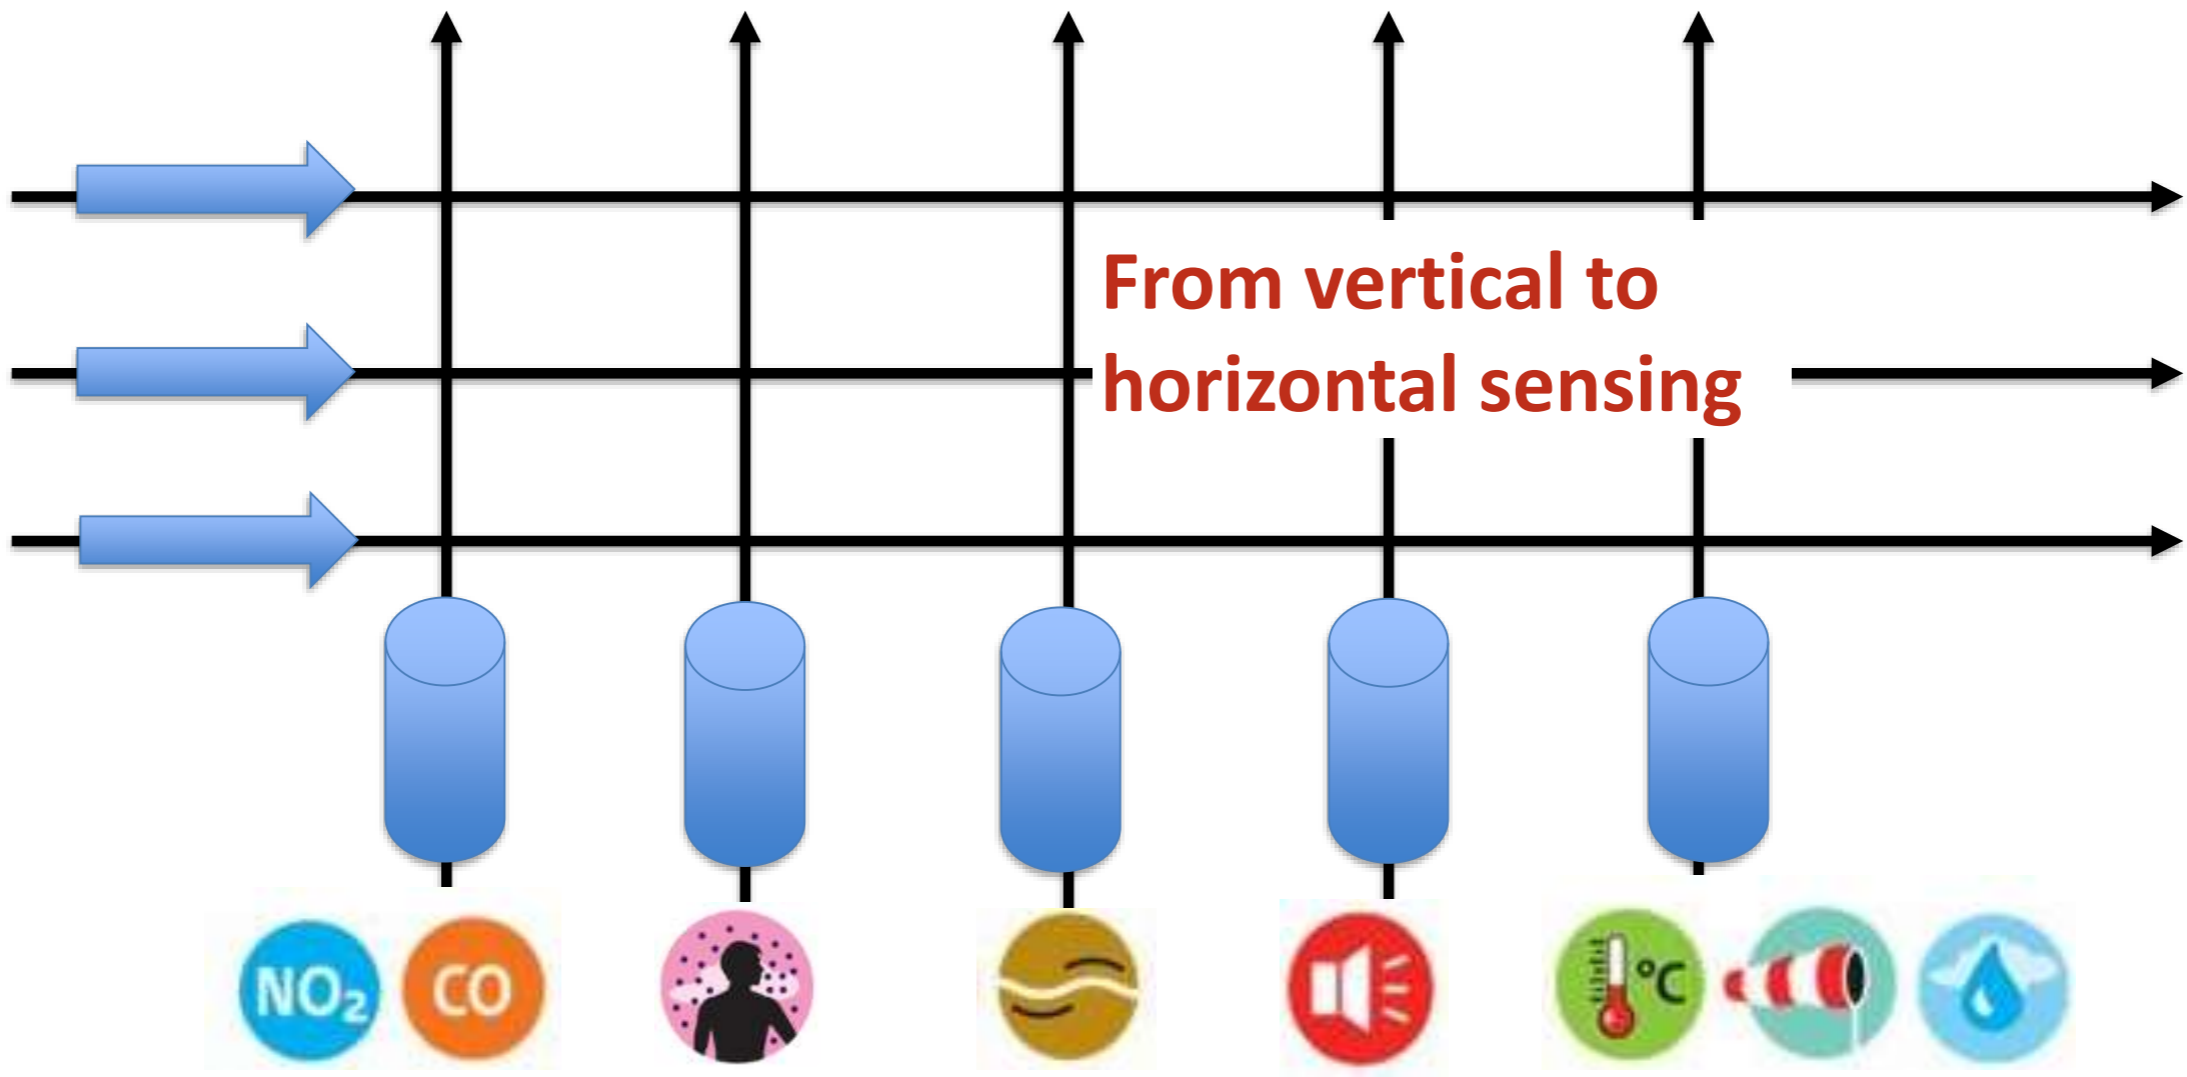 From vertical to
horizontal sensing
NO₂ CO °C